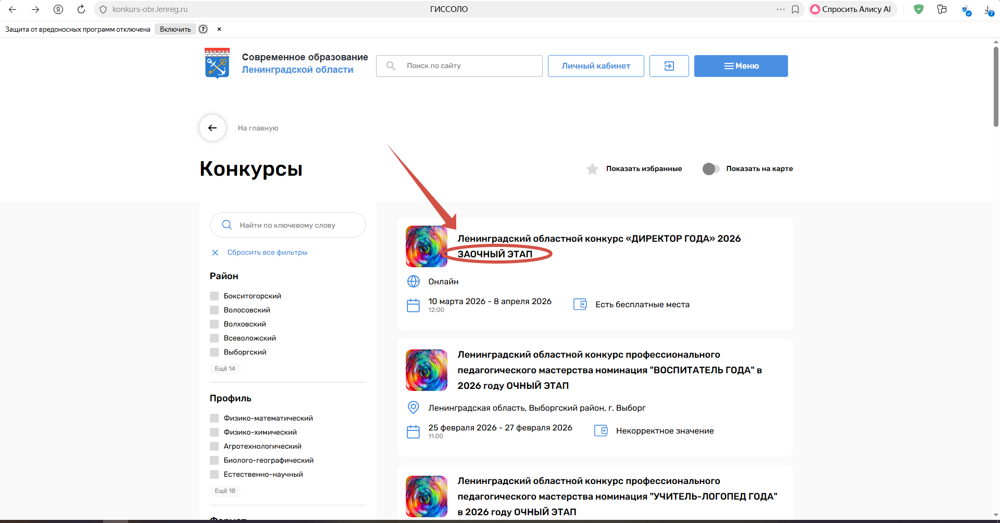 konkurs-obr.lenreg.ru
ГИССОЛО
Спросить Алису AI
7
Защита от вредоносных программ отключена
Включить
?
Современное образование
Ленинградской области
Поиск по сайту
Личный кабинет
Меню
На главную
Конкурсы
Показать избранные
Показать на карте
Найти по ключевому слову
Сбросить все фильтры
Район
Бокситогорский
Волосовский
Волховский
Всеволожский
Выборгский
Ещё 14
Профиль
Физико-математический
Физико-химический
Агротехнологический
Биолого-географический
Естественно-научный
Ещё 18
Формат
Ленинградский областной конкурс «ДИРЕКТОР ГОДА» 2026
ЗАОЧНЫЙ ЭТАП
Онлайн
10 марта 2026 - 8 апреля 2026
12:00
Есть бесплатные места
Ленинградский областной конкурс профессионального
педагогического мастерства номинация "ВОСПИТАТЕЛЬ ГОДА" в
2026 году ОЧНЫЙ ЭТАП
Ленинградская область, Выборгский район, г. Выборг
25 февраля 2026 - 27 февраля 2026
11.00
Некорректное значение
Ленинградский областной конкурс профессионального
педагогического мастерства номинация "УЧИТЕЛЬ-ЛОГОПЕД ГОДА"
в 2026 году ОЧНЫЙ ЭТАП